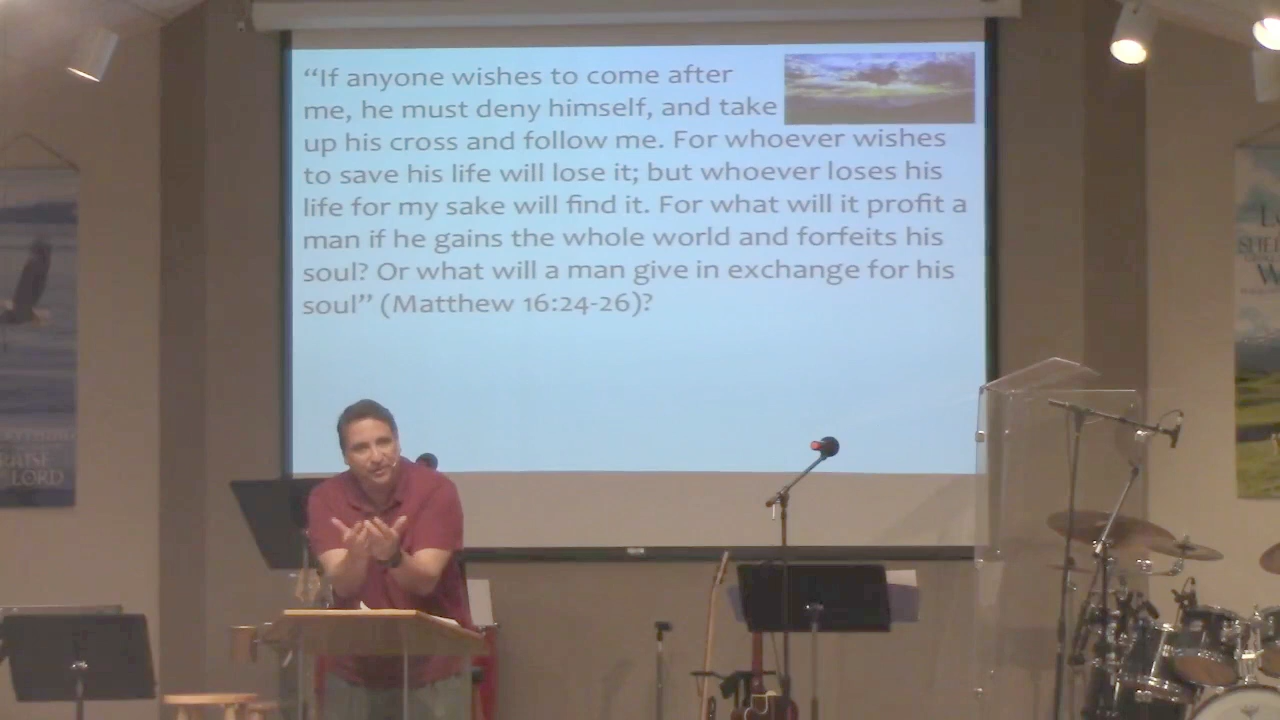 “If anyone wishes to come after
me, he must deny himself, and take
up his cross and follow me. For whoever wishes
to save his life will lose it; but whoever loses his
life for my sake will find it. For what will it profit a
man if he gains the whole world and forfeits his
soul? Or what will a man give in exchange for his
soul” (Matthew 16:24-26)?
LORD